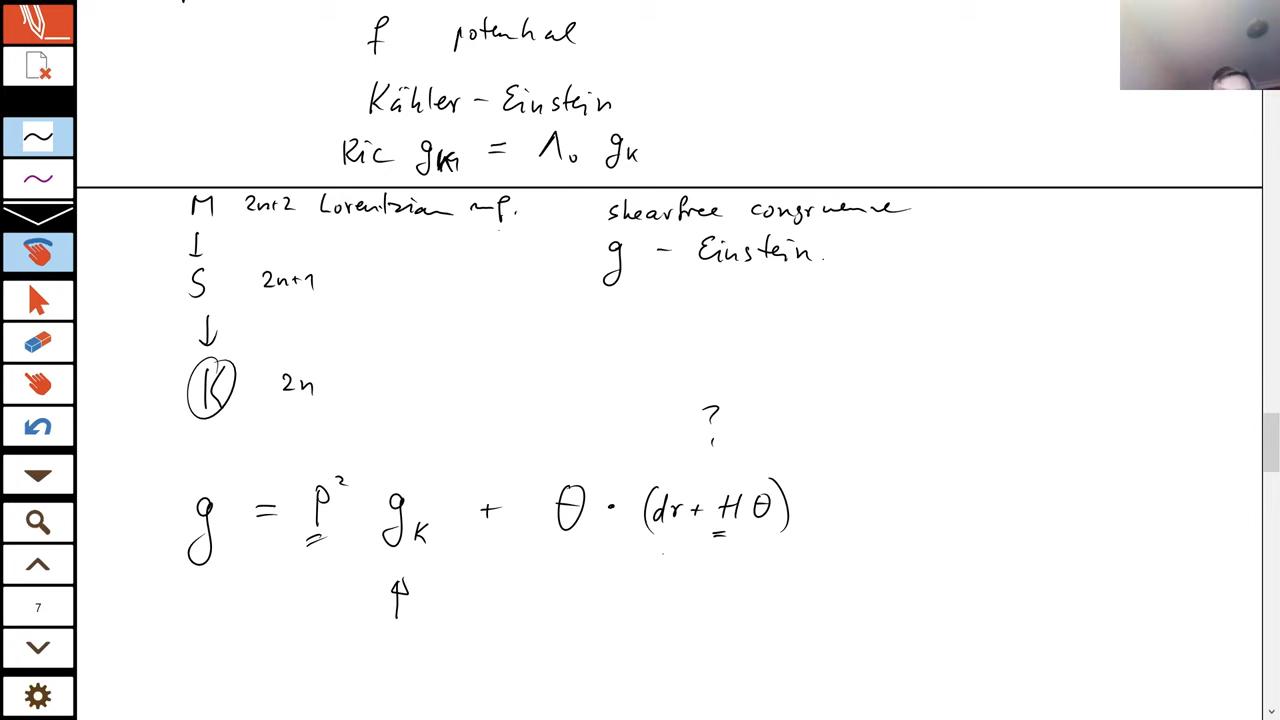 f potential
Kähler - Einstein
Ric g_K = Λ₀ g_K
M 2n+2 Lorentzian mf. shearfree congruence
↓ g - Einstein.
S 2n+1
↓
K 2n
?
g = P² g_K + θ · (dr + H θ)
↑
7